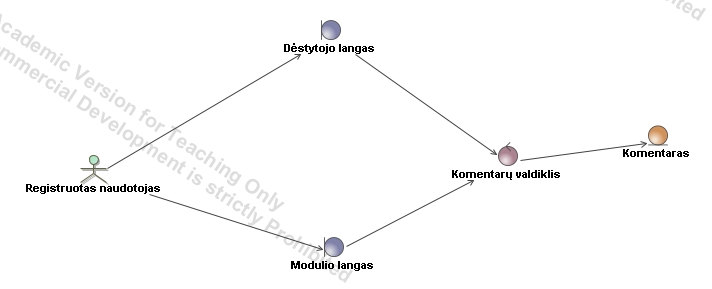 Academic Version for Teaching Only
Commercial Development is strictly Prohibited
Dėstytojo langas
Registruotas naudotojas
Komentarų valdiklis
Komentaras
Modulio langas